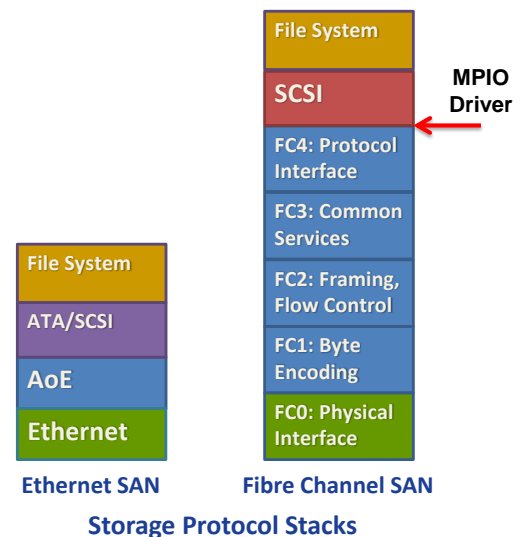 File System
ATA/SCSI
AoE
Ethernet
Ethernet SAN
File System
SCSI
FC4: Protocol
Interface
FC3: Common
Services
FC2: Framing,
Flow Control
FC1: Byte
Encoding
FC0: Physical
Interface
Fibre Channel SAN
MPIO
Driver
Storage Protocol Stacks